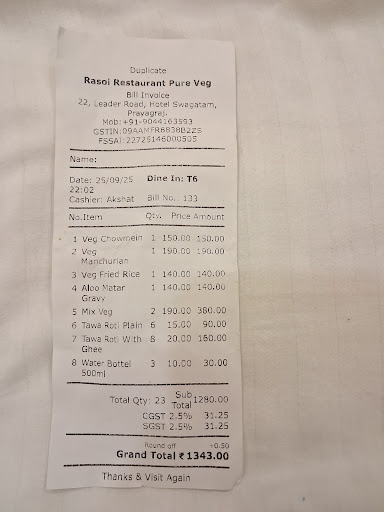 Duplicate
Rasoi Restaurant Pure Veg
Bill Invoice
22, Leader Road, Hotel Swagatam,
Prayagraj.
Mob: +91-9044163593
GSTIN:09AAMFR6838B2ZS
FSSAI:22725146000505
Name:
Date: 25/09/25 Dine In: T6
22:02
Cashier: Akshat Bill No.: 133
No.Item Qty. Price Amount
1 Veg Chowmein 1 150.00 150.00
2 Veg 1 190.00 190.00
Manchurian
3 Veg Fried Rice 1 140.00 140.00
4 Aloo Matar 1 140.00 140.00
Gravy
5 Mix Veg 2 190.00 380.00
6 Tawa Roti Plain 6 15.00 90.00
7 Tawa Roti With 8 20.00 160.00
Ghee
8 Water Bottel 3 10.00 30.00
500ml
Total Qty: 23 Sub Total 1280.00
CGST 2.5% 31.25
SGST 2.5% 31.25
Round off +0.50
Grand Total ₹ 1343.00
Thanks & Visit Again